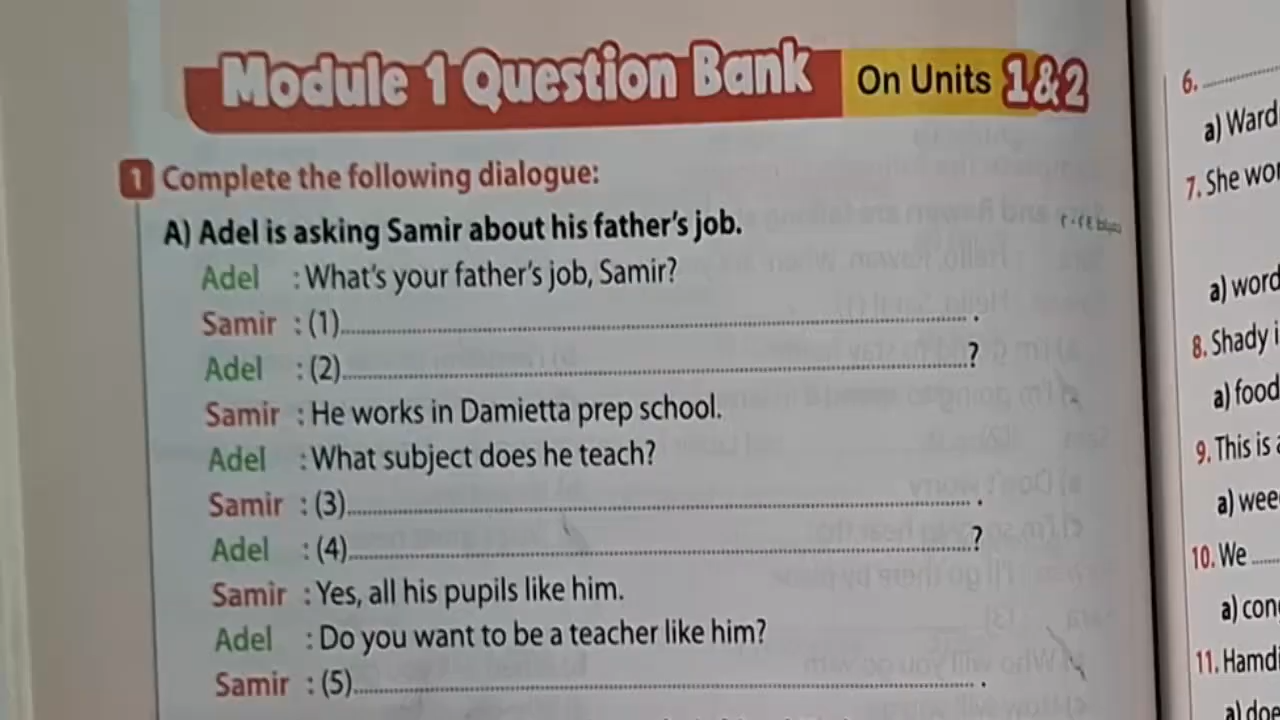 Module 1 Question Bank On Units 1&2
1 Complete the following dialogue:
A) Adel is asking Samir about his father's job.
Adel : What's your father's job, Samir?
Samir : (1).............................. .
Adel : (2)..............................?
Samir : He works in Damietta prep school.
Adel : What subject does he teach?
Samir : (3).............................. .
Adel : (4)..............................?
Samir : Yes, all his pupils like him.
Adel : Do you want to be a teacher like him?
Samir : (5).............................. .
6. ..........
a) Ward
7. She wo
a) word
8. Shady i
a) food
9. This is
a) wee
10. We ......
a) con
11. Hamdi
a) doe